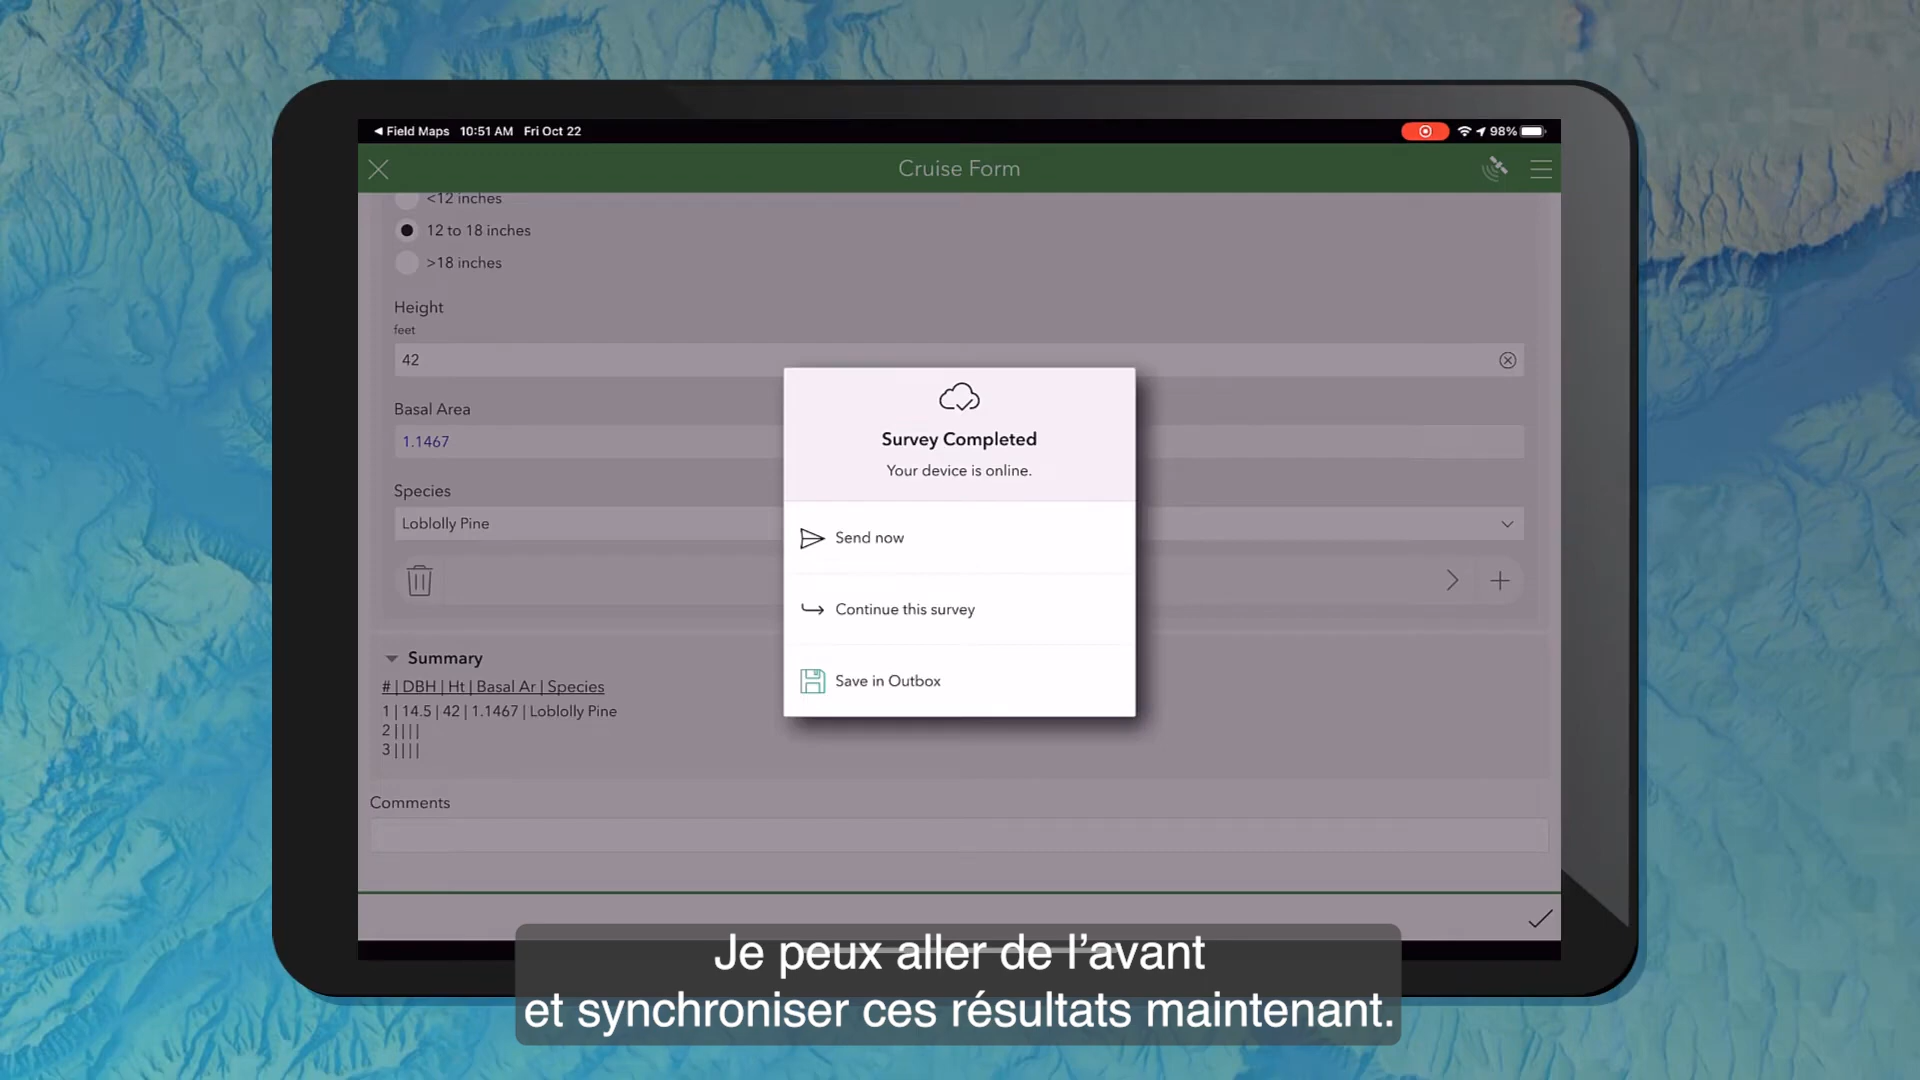 Field Maps 10:51 AM Fri Oct 22
98%
Cruise Form
<12 inches
12 to 18 inches
>18 inches
Height
feet
42
Basal Area
1.1467
Species
Loblolly Pine
Survey Completed
Your device is online.
Send now
Continue this survey
Save in Outbox
Summary
# | DBH | Ht | Basal Ar | Species
1 | 14.5 | 42 | 1.1467 | Loblolly Pine
2 | | | |
3 | | | |
Comments
Je peux aller de l’avant
et synchroniser ces résultats maintenant.